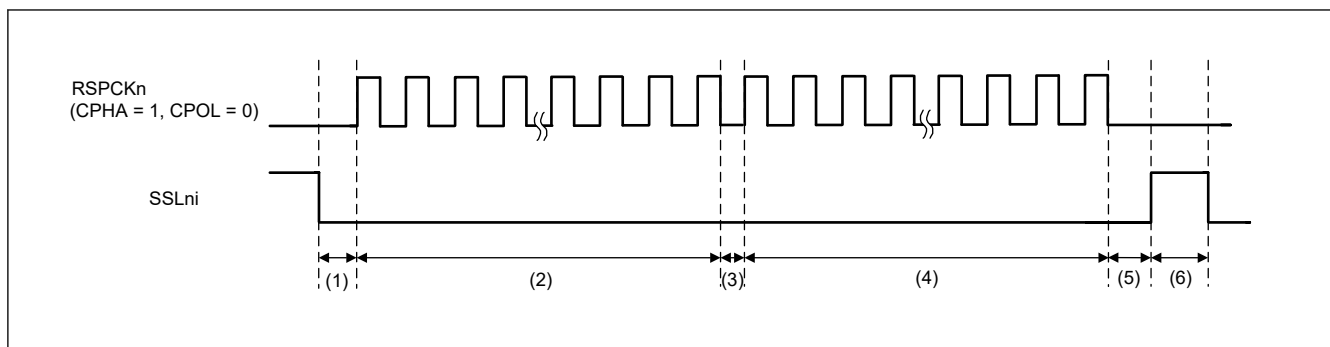 RSPCKn
(CPHA = 1, CPOL = 0)
SSLni
(1) (2) (3) (4) (5) (6)